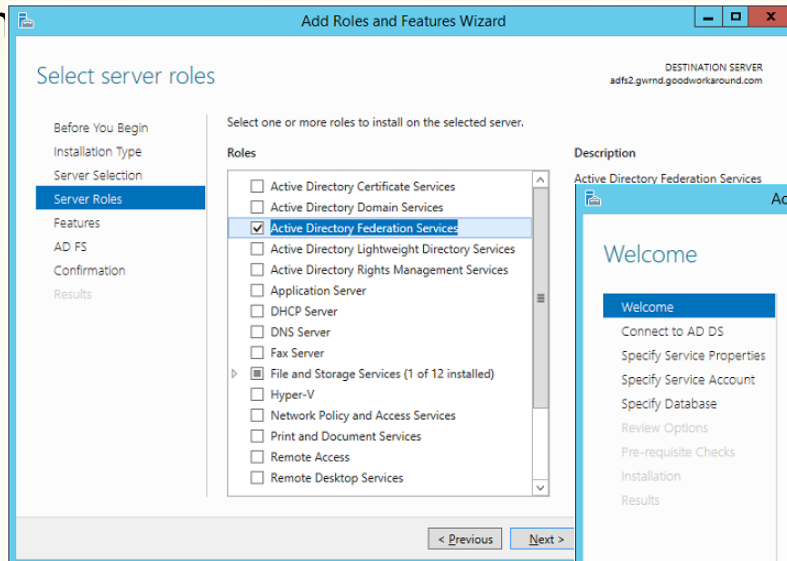 Add Roles and Features Wizard
Select server roles
DESTINATION SERVER
adfs2.gwrnd.goodworkaround.com
Before You Begin
Installation Type
Server Selection
Server Roles
Features
AD FS
Confirmation
Results
Select one or more roles to install on the selected server.
Roles
Active Directory Certificate Services
Active Directory Domain Services
Active Directory Federation Services
Active Directory Lightweight Directory Services
Active Directory Rights Management Services
Application Server
DHCP Server
DNS Server
Fax Server
File and Storage Services (1 of 12 installed)
Hyper-V
Network Policy and Access Services
Print and Document Services
Remote Access
Remote Desktop Services
Description
Active Directory Federation Services
< Previous
Next >
Welcome
Welcome
Connect to AD DS
Specify Service Properties
Specify Service Account
Specify Database
Review Options
Pre-requisite Checks
Installation
Results